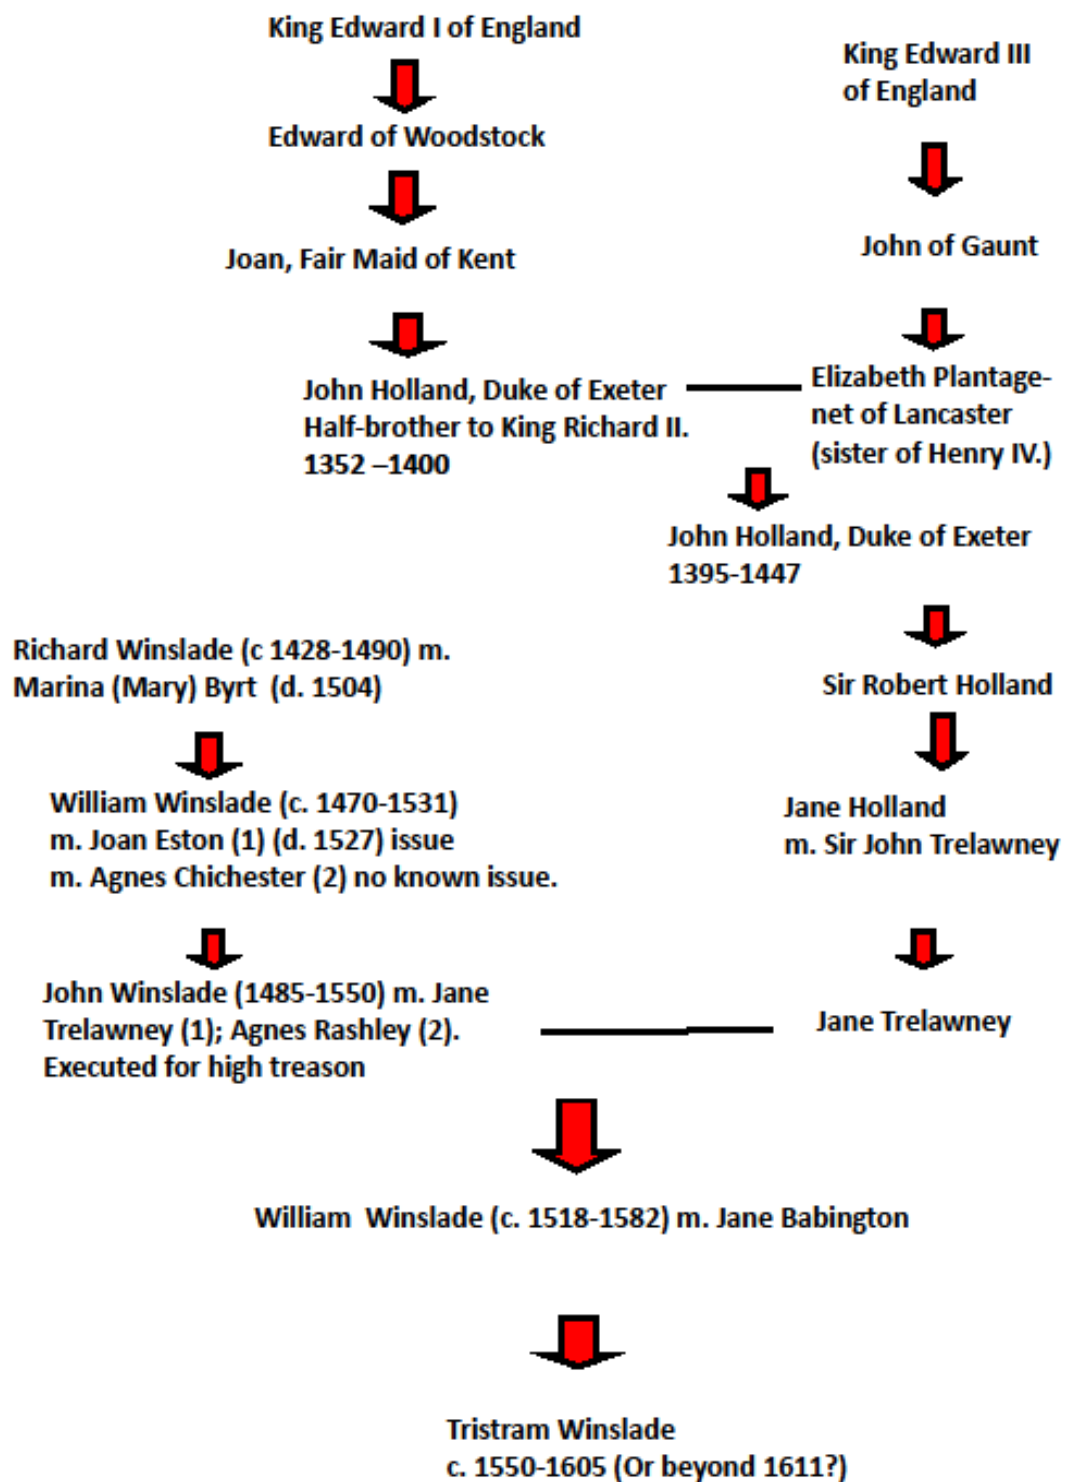 King Edward I of England
King Edward III
of England
Edward of Woodstock
Joan, Fair Maid of Kent
John of Gaunt
John Holland, Duke of Exeter
Half-brother to King Richard II.
1352 –1400
Elizabeth Plantage-
net of Lancaster
(sister of Henry IV.)
John Holland, Duke of Exeter
1395-1447
Richard Winslade (c 1428-1490) m.
Marina (Mary) Byrt (d. 1504)
Sir Robert Holland
William Winslade (c. 1470-1531)
m. Joan Eston (1) (d. 1527) issue
m. Agnes Chichester (2) no known issue.
Jane Holland
m. Sir John Trelawney
John Winslade (1485-1550) m. Jane
Trelawney (1); Agnes Rashley (2).
Executed for high treason
Jane Trelawney
William Winslade (c. 1518-1582) m. Jane Babington
Tristram Winslade
c. 1550-1605 (Or beyond 1611?)